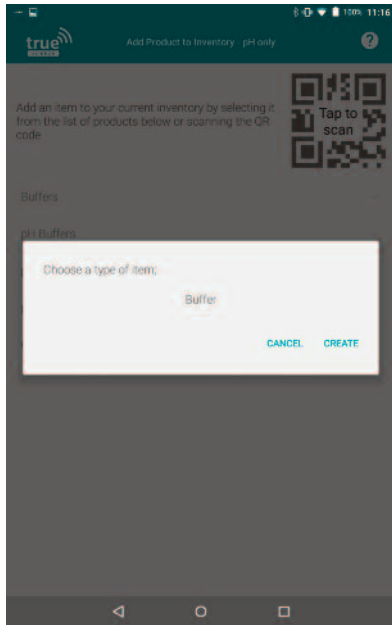 100% 11:16
true
Add Product to Inventory - pH only
?
Add an item to your current inventory by selecting it
from the list of products below or scanning the QR
code
Tap to
scan
Buffers
pH Buffers
Choose a type of item:
Buffer
CANCEL CREATE